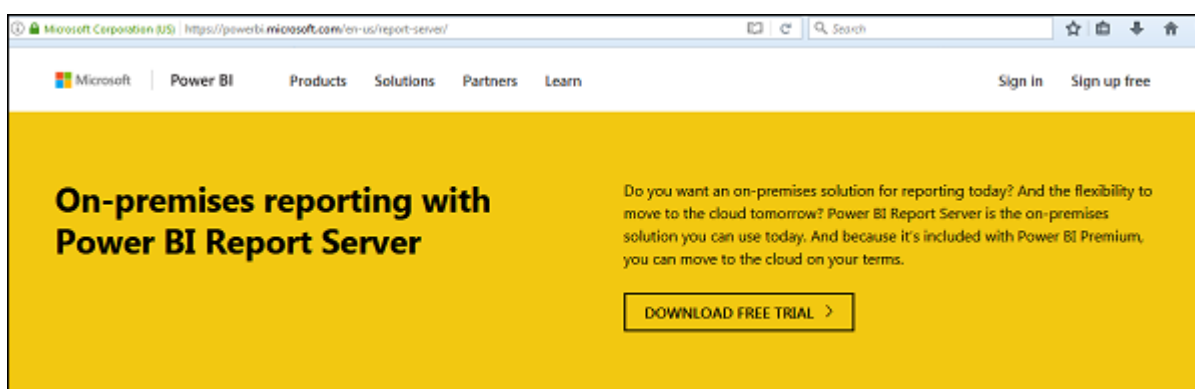 Microsoft Corporation (US) https://powerbi.microsoft.com/en-us/report-server/ Search
Microsoft Power BI Products Solutions Partners Learn Sign in Sign up free
On-premises reporting with
Power BI Report Server
Do you want an on-premises solution for reporting today? And the flexibility to
move to the cloud tomorrow? Power BI Report Server is the on-premises
solution you can use today. And because it's included with Power BI Premium,
you can move to the cloud on your terms.
DOWNLOAD FREE TRIAL